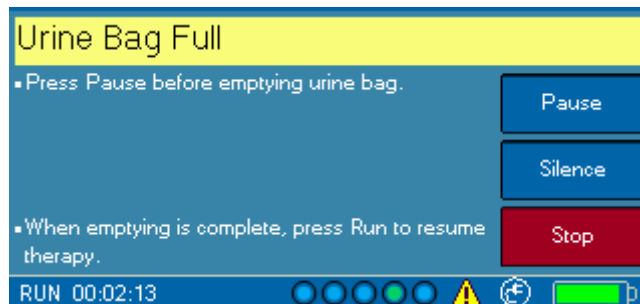 Urine Bag Full
▪Press Pause before emptying urine bag.
Pause
Silence
▪When emptying is complete, press Run to resume
therapy.
Stop
RUN 00:02:13